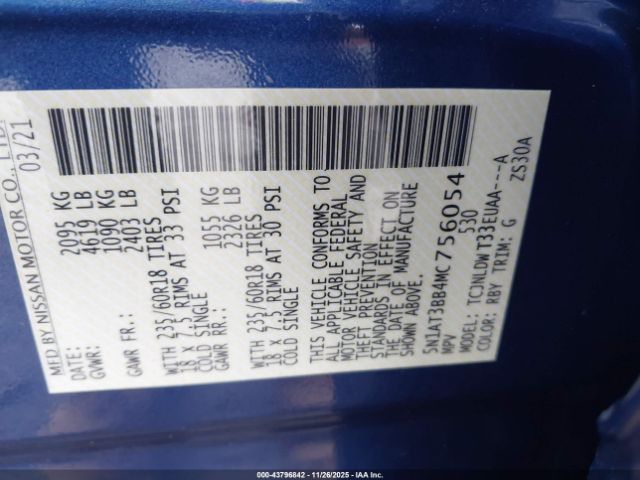 MFD BY NISSAN MOTOR CO., LTD.
DATE: 03/21
GVWR: 2095 KG
4619 LB
GAWR FR.: 1090 KG
2403 LB
WITH 235/60R18 TIRES
18 x 7.5 RIMS AT 33 PSI
COLD SINGLE
GAWR RR.: 1055 KG
2326 LB
WITH 235/60R18 TIRES
18 x 7.5 RIMS AT 30 PSI
COLD SINGLE
THIS VEHICLE CONFORMS TO
ALL APPLICABLE FEDERAL
MOTOR VEHICLE SAFETY AND
THEFT PREVENTION
STANDARDS IN EFFECT ON
THE DATE OF MANUFACTURE
SHOWN ABOVE.
5N1AT3BB4MC756054
MPV 530
MODEL: TCJNLDWT33EUAA---A
COLOR: RBY TRIM: G ZS30A
000-43796842 | 11/26/2025 | IAA Inc.